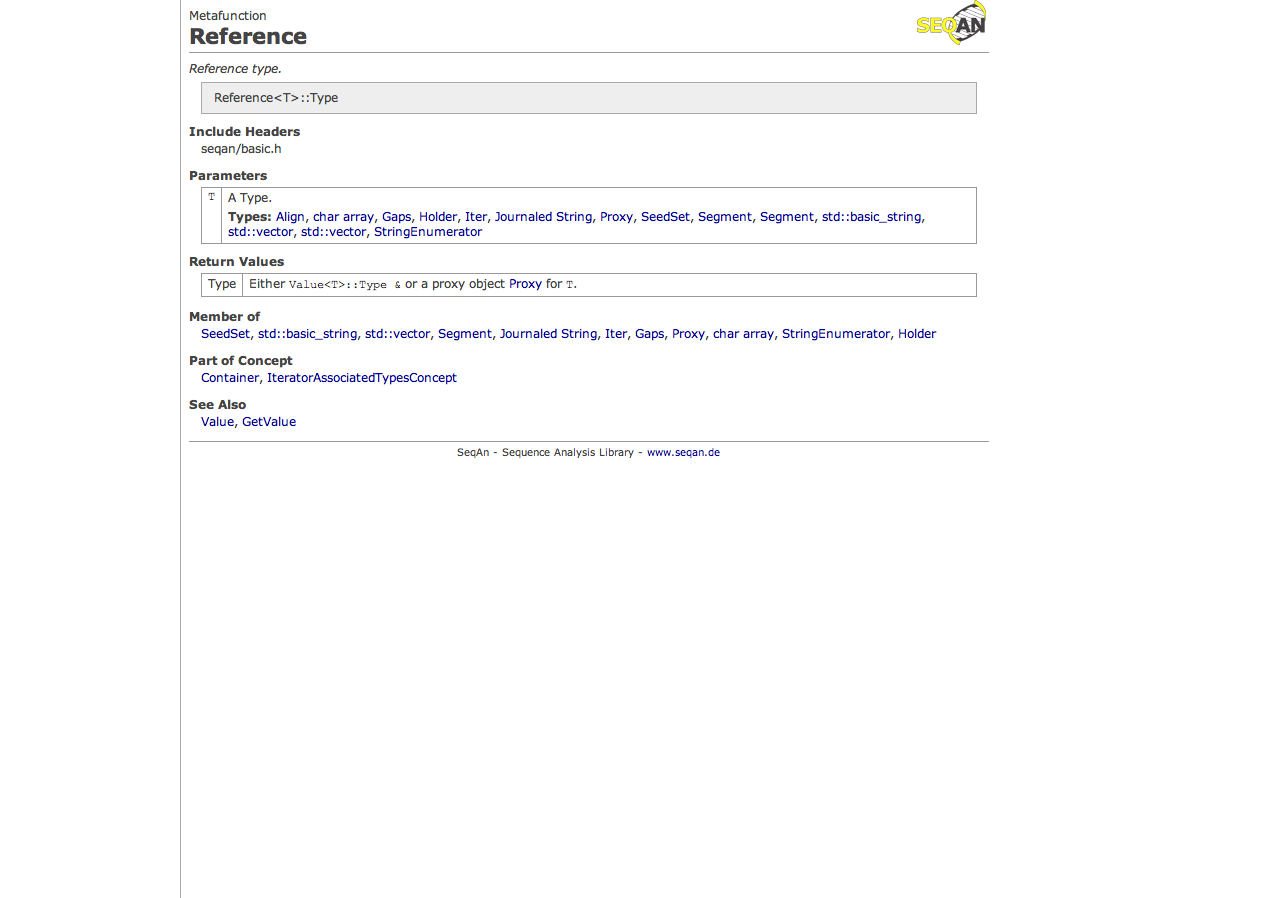 Metafunction
Reference
SEQAN
Reference type.
Reference<T>::Type
Include Headers
seqan/basic.h
Parameters
T A Type.
Types: Align, char array, Gaps, Holder, Iter, Journaled String, Proxy, SeedSet, Segment, Segment, std::basic_string,
std::vector, std::vector, StringEnumerator
Return Values
Type Either Value<T>::Type & or a proxy object Proxy for T.
Member of
SeedSet, std::basic_string, std::vector, Segment, Journaled String, Iter, Gaps, Proxy, char array, StringEnumerator, Holder
Part of Concept
Container, IteratorAssociatedTypesConcept
See Also
Value, GetValue
SeqAn - Sequence Analysis Library - www.seqan.de